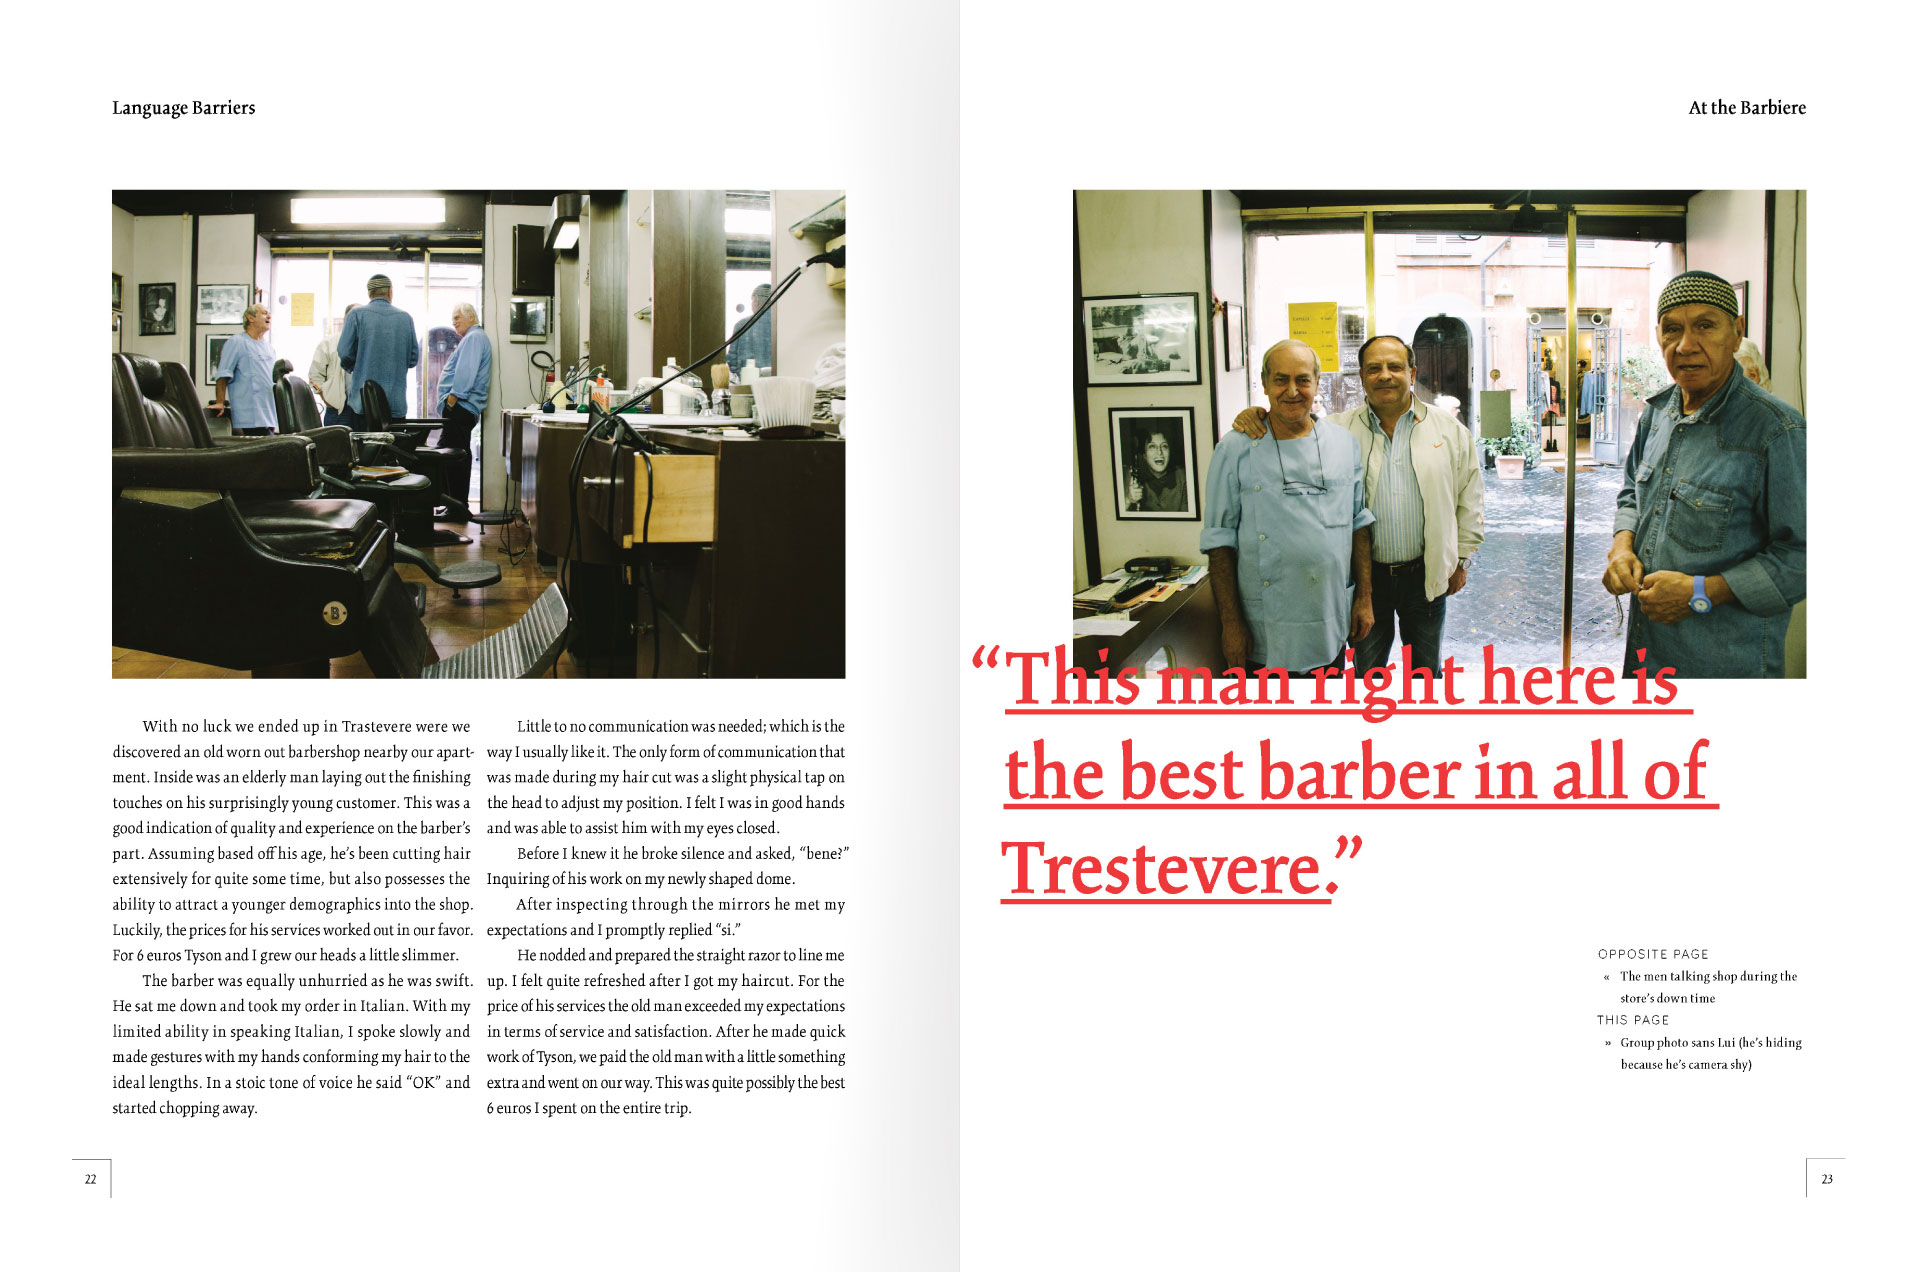 Language Barriers
With no luck we ended up in Trastevere were we
discovered an old worn out barbershop nearby our apart-
ment. Inside was an elderly man laying out the finishing
touches on his surprisingly young customer. This was a
good indication of quality and experience on the barber's
part. Assuming based off his age, he's been cutting hair
extensively for quite some time, but also possesses the
ability to attract a younger demographics into the shop.
Luckily, the prices for his services worked out in our favor.
For 6 euros Tyson and I grew our heads a little slimmer.
The barber was equally unhurried as he was swift.
He sat me down and took my order in Italian. With my
limited ability in speaking Italian, I spoke slowly and
made gestures with my hands conforming my hair to the
ideal lengths. In a stoic tone of voice he said “OK” and
started chopping away.
Little to no communication was needed; which is the
way I usually like it. The only form of communication that
was made during my hair cut was a slight physical tap on
the head to adjust my position. I felt I was in good hands
and was able to assist him with my eyes closed.
Before I knew it he broke silence and asked, “bene?”
Inquiring of his work on my newly shaped dome.
After inspecting through the mirrors he met my
expectations and I promptly replied “si.”
He nodded and prepared the straight razor to line me
up. I felt quite refreshed after I got my haircut. For the
price of his services the old man exceeded my expectations
in terms of service and satisfaction. After he made quick
work of Tyson, we paid the old man with a little something
extra and went on our way. This was quite possibly the best
6 euros I spent on the entire trip.
22
At the Barbiere
“This man right here is
the best barber in all of
Trestevere.”
OPPOSITE PAGE
« The men talking shop during the
store's down time
THIS PAGE
» Group photo sans Lui (he's hiding
because he's camera shy)
23
B